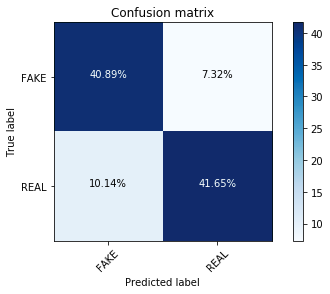 Confusion matrix
True label
FAKE
40.89%
7.32%
REAL
10.14%
41.65%
FAKE
REAL
Predicted label
40
35
30
25
20
15
10